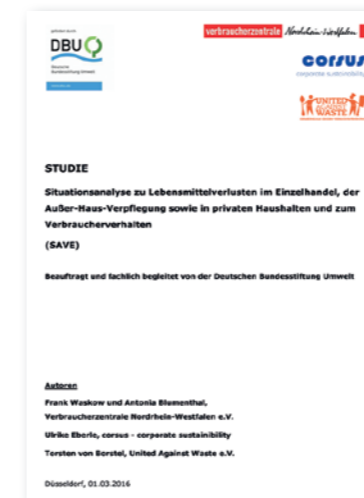 gefördert durch
DBU
Deutsche
Bundesstiftung Umwelt
verbraucherzentrale Nordrhein-Westfalen
corsus
corporate sustainability
UNITED
AGAINST
WASTE
STUDIE
Situationsanalyse zu Lebensmittelverlusten im Einzelhandel, der
Außer-Haus-Verpflegung sowie in privaten Haushalten und zum
Verbraucherverhalten
(SAVE)
Beauftragt und fachlich begleitet von der Deutschen Bundesstiftung Umwelt
Autoren
Frank Waskow und Antonia Blumenthal,
Verbraucherzentrale Nordrhein-Westfalen e.V.
Ulrike Eberle, corsus - corporate sustainibility
Torsten von Borstel, United Against Waste e.V.
Düsseldorf, 01.03.2016